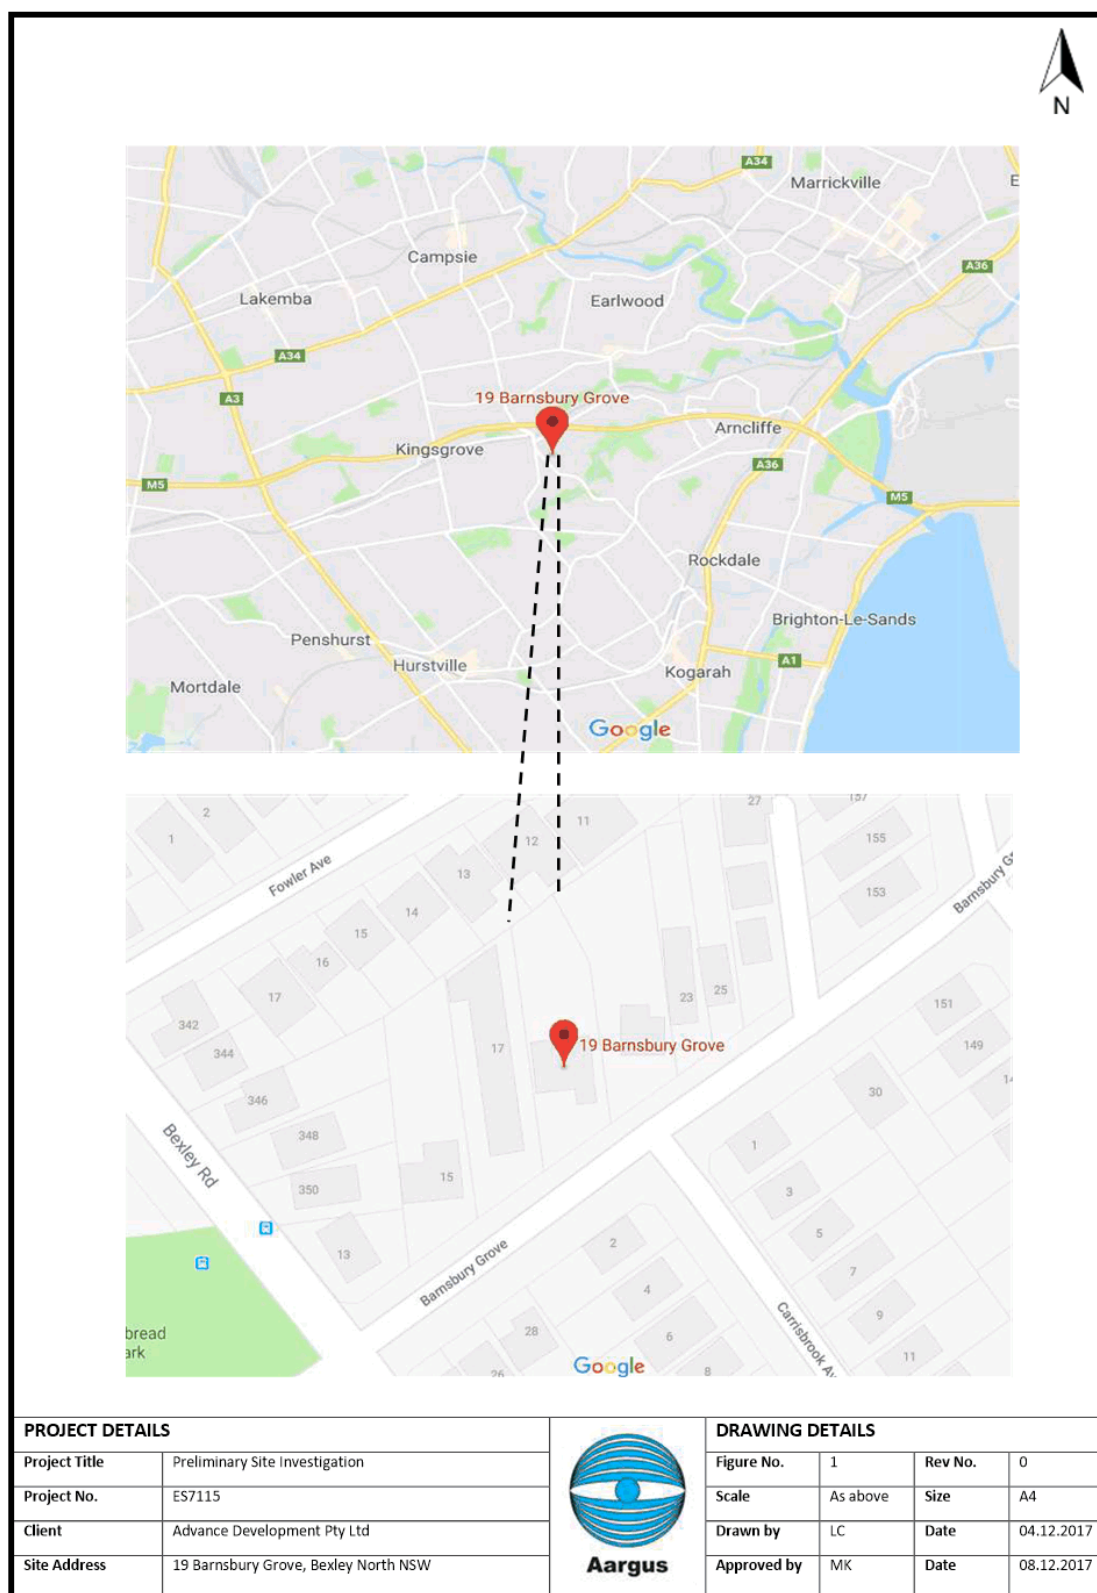 N
A34
Marrickville
E
Campsie
A36
Lakemba
Earlwood
A34
A3
19 Barnsbury Grove
Arncliffe
Kingsgrove
A36
M5
M5
Rockdale
Brighton-Le-Sands
Penshurst
Hurstville
A1
Kogarah
Mortdale
Google
27
157
2
11
1
12
155
Fowler Ave
13
153
Barnsbury G
14
15
16
17
23
25
151
342
17
19 Barnsbury Grove
149
344
14
346
30
348
1
Bexley Rd
15
350
3
5
13
2
Barnsbury Grove
7
4
9
bread
ark
28
6
Carrisbrook Av
11
26
Google
8
PROJECT DETAILS
Project Title Preliminary Site Investigation
Project No. ES7115
Client Advance Development Pty Ltd
Site Address 19 Barnsbury Grove, Bexley North NSW
Aargus
DRAWING DETAILS
Figure No. 1 Rev No. 0
Scale As above Size A4
Drawn by LC Date 04.12.2017
Approved by MK Date 08.12.2017